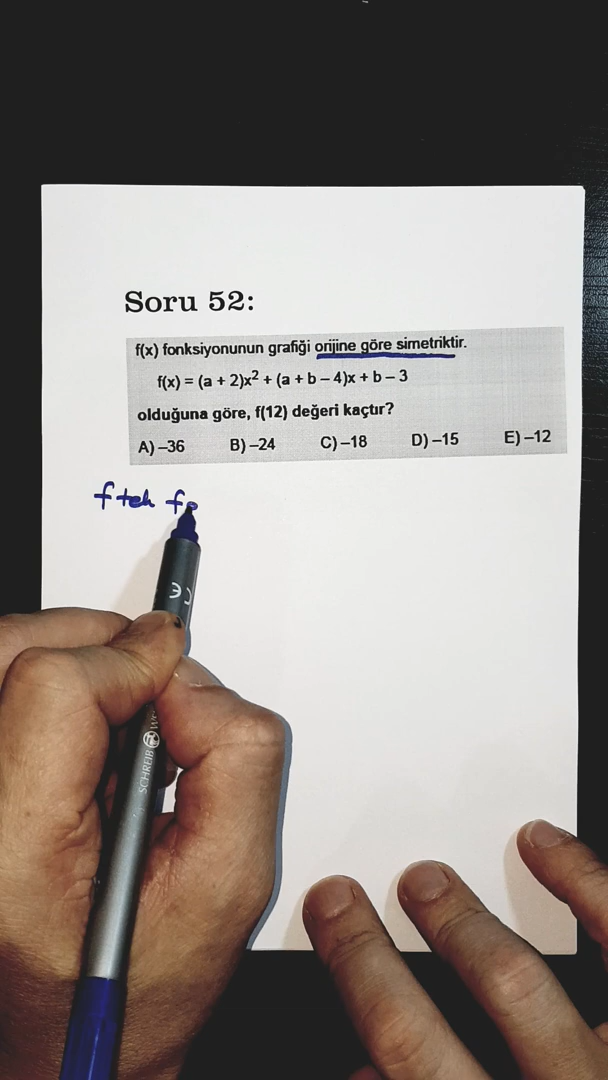 Soru 52:
f(x) fonksiyonunun grafiği orijine göre simetriktir.
f(x) = (a + 2)x² + (a + b – 4)x + b – 3
olduğuna göre, f(12) değeri kaçtır?
A) –36 B) –24 C) –18 D) –15 E) –12
f tek
SCHREIB